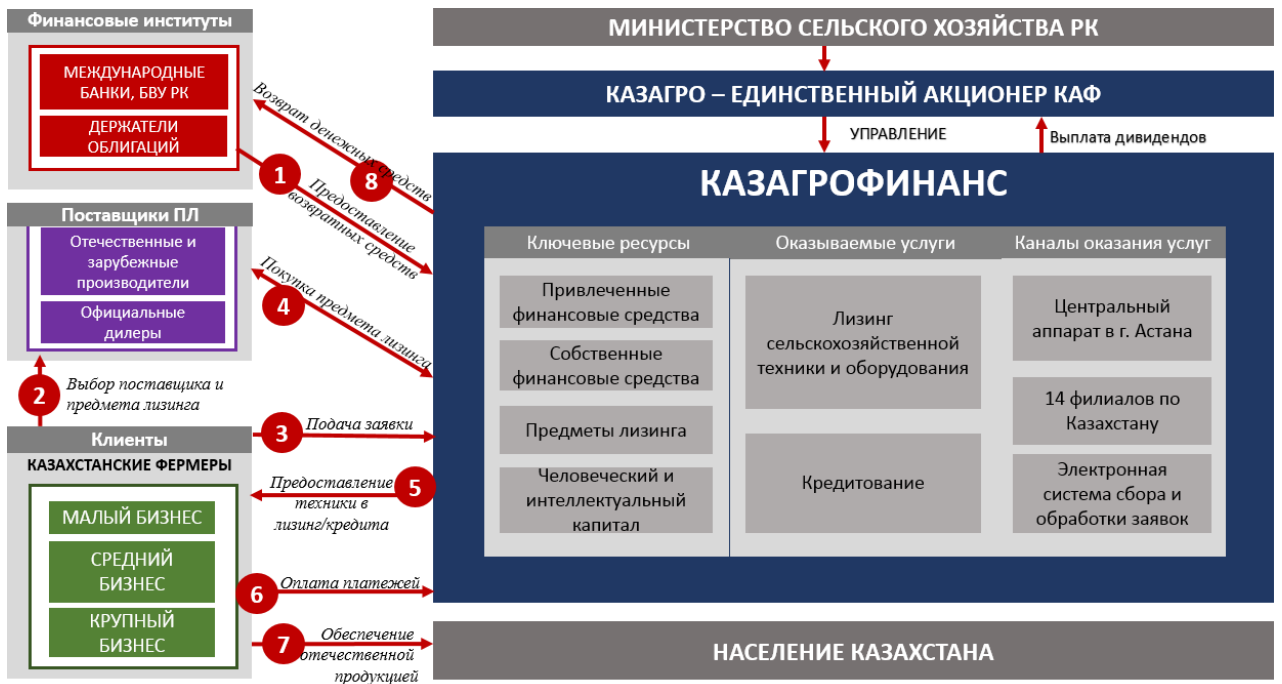 Финансовые институты
МЕЖДУНАРОДНЫЕ
БАНКИ, БВУ РК
ДЕРЖАТЕЛИ
ОБЛИГАЦИЙ
Поставщики ПЛ
Отечественные и
зарубежные
производители
Официальные
дилеры
2
Выбор поставщика и
предмета лизинга
Клиенты
КАЗАХСТАНСКИЕ ФЕРМЕРЫ
МАЛЫЙ БИЗНЕС
СРЕДНИЙ
БИЗНЕС
КРУПНЫЙ
БИЗНЕС
Возврат денежных средств
8
1
Предоставление
возвратных средств
Покупка предмета лизинга
4
3
Подача заявки
Предоставление
техники в
лизинг/кредита
5
6
Оплата платежей
7
Обеспечение
отечественной
продукцией
МИНИСТЕРСТВО СЕЛЬСКОГО ХОЗЯЙСТВА РК
КАЗАГРО – ЕДИНСТВЕННЫЙ АКЦИОНЕР КАФ
УПРАВЛЕНИЕ
Выплата дивидендов
КАЗАГРОФИНАНС
Ключевые ресурсы
Привлеченные
финансовые средства
Собственные
финансовые средства
Предметы лизинга
Человеческий и
интеллектуальный
капитал
Оказываемые услуги
Лизинг
сельскохозяйственной
техники и оборудования
Кредитование
Каналы оказания услуг
Центральный
аппарат в г. Астана
14 филиалов по
Казахстану
Электронная
система сбора и
обработки заявок
НАСЕЛЕНИЕ КАЗАХСТАНА